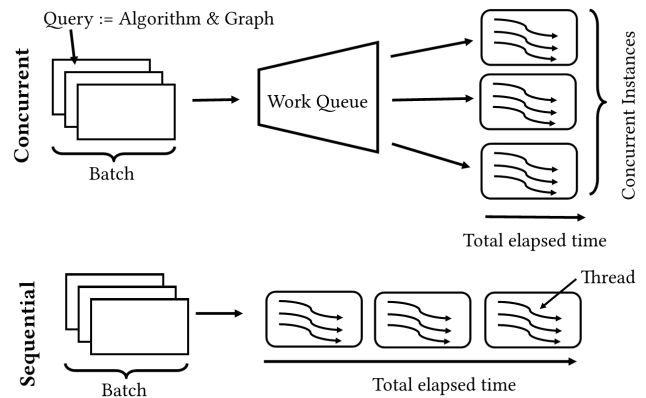 Query := Algorithm & Graph
Concurrent
Work Queue
Batch
Concurrent Instances
Total elapsed time
Sequential
Thread
Batch
Total elapsed time